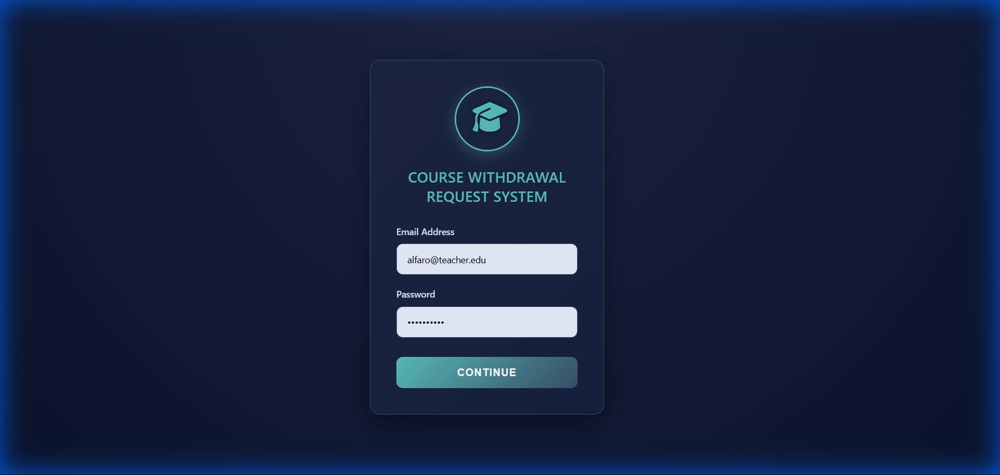 COURSE WITHDRAWAL
REQUEST SYSTEM
Email Address
alfaro@teacher.edu
Password
••••••••••
CONTINUE